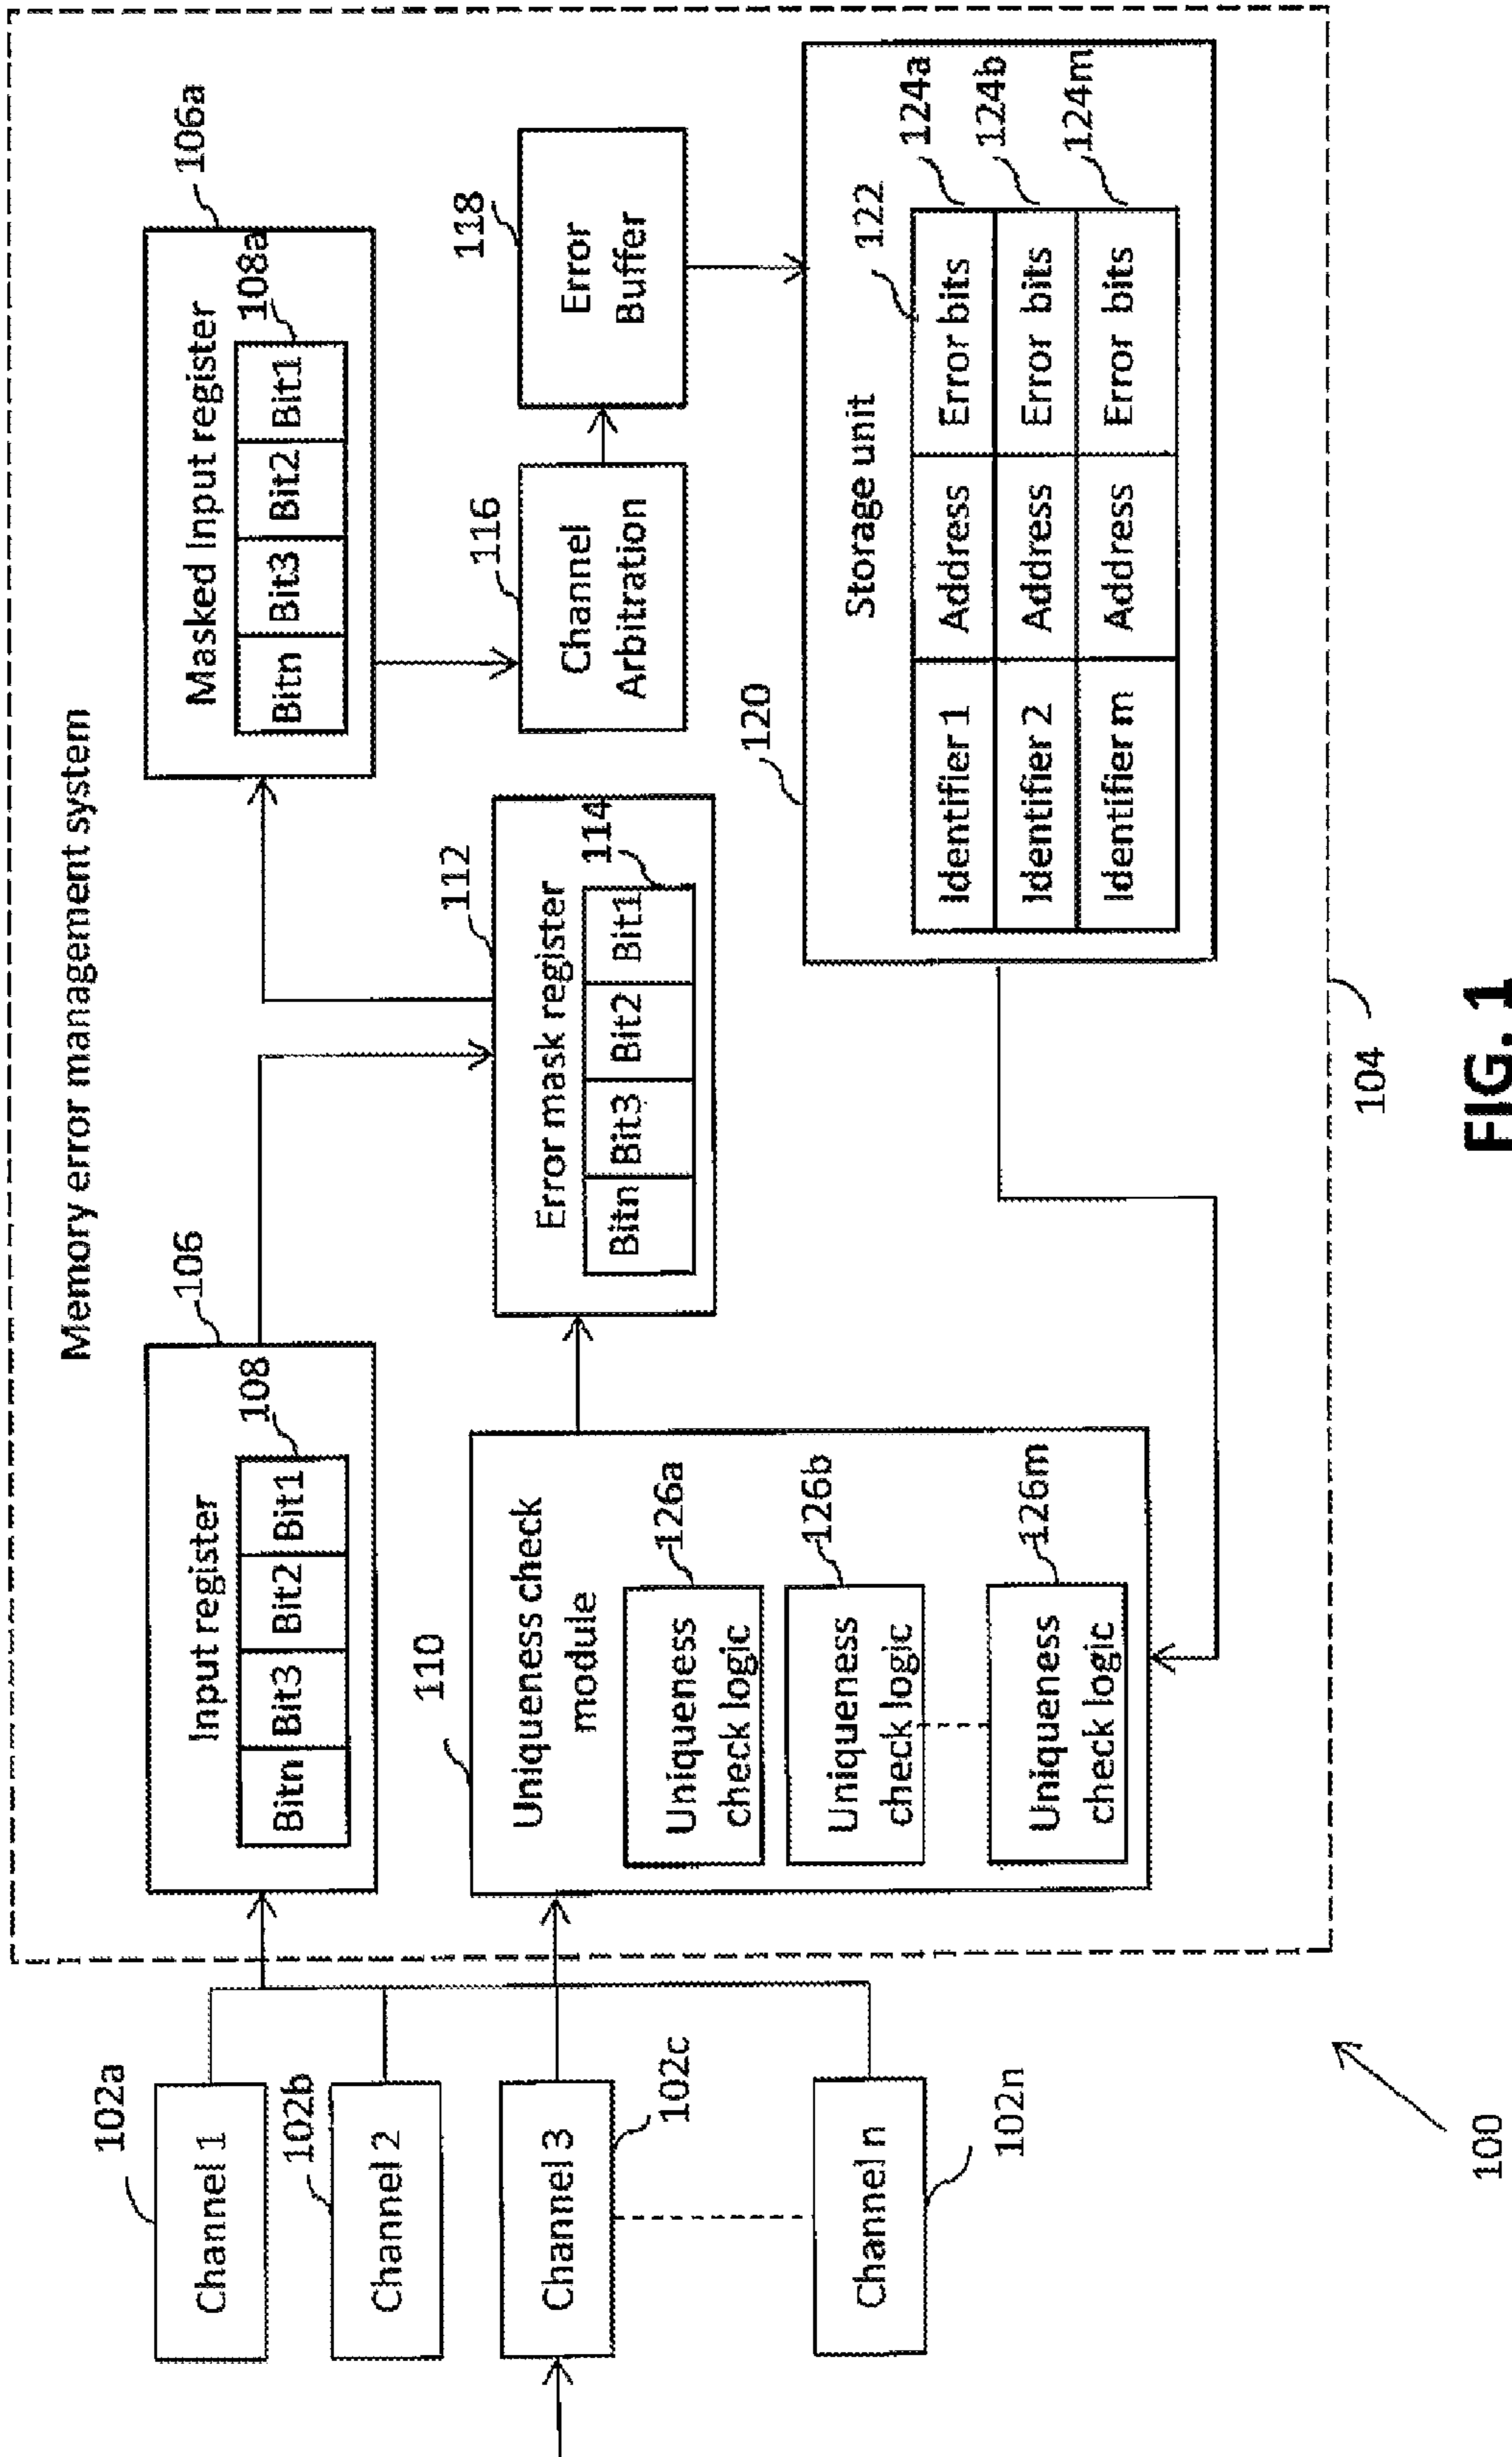 Memory error management system
102a
Channel 1
102b
Channel 2
Channel 3
102c
Channel n
102n
100
106
Input register
108
Bitn Bit3 Bit2 Bit1
110
Uniqueness check
module
126a
Uniqueness
check logic
126b
Uniqueness
check logic
126m
Uniqueness
check logic
112
Error mask register
114
Bitn Bit3 Bit2 Bit1
106a
Masked Input register
108a
Bitn Bit3 Bit2 Bit1
116
Channel
Arbitration
118
Error
Buffer
120
Storage unit
122
Identifier 1 Address Error bits 124a
Identifier 2 Address Error bits 124b
Identifier m Address Error bits 124m
104
FIG. 1